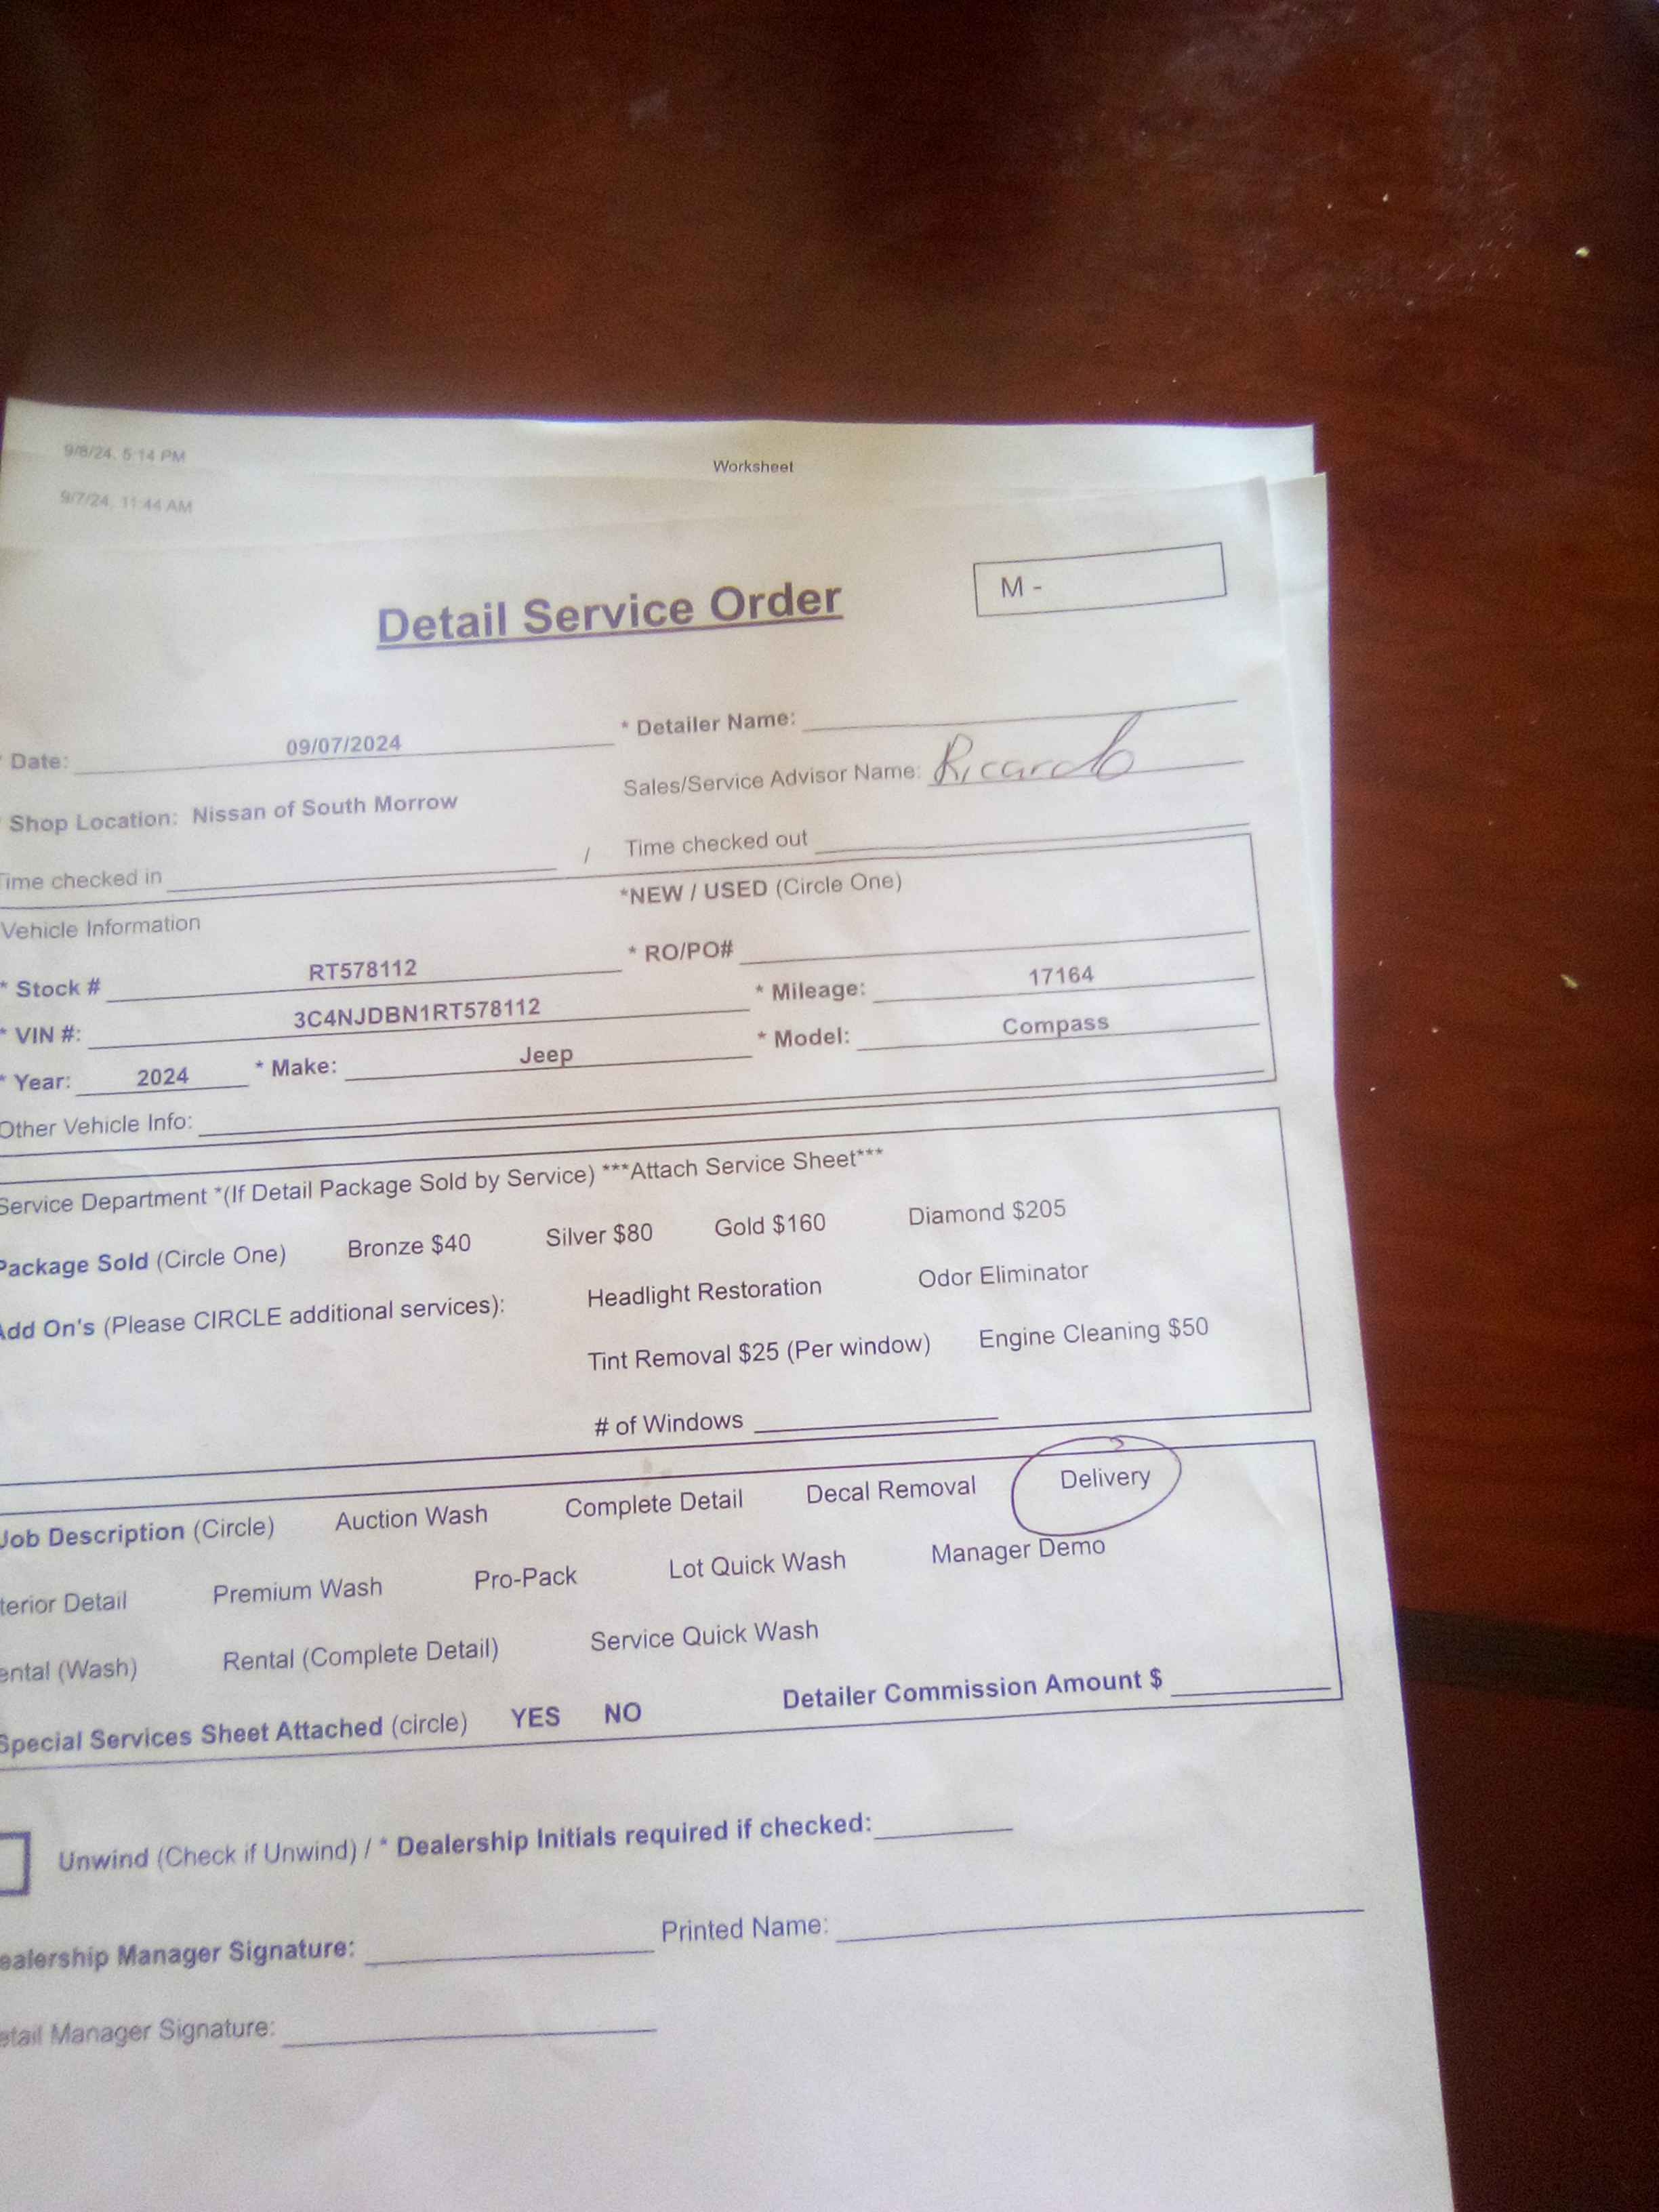 9/8/24, 5:14 PM
Worksheet
9/7/24, 11:44 AM
M -
Detail Service Order
* Date: 09/07/2024 * Detailer Name:
Shop Location: Nissan of South Morrow Sales/Service Advisor Name: Ricardo
Time checked in / Time checked out
Vehicle Information *NEW / USED (Circle One)
* Stock # RT578112 * RO/PO#
* VIN #: 3C4NJDBN1RT578112 * Mileage: 17164
* Year: 2024 * Make: Jeep * Model: Compass
Other Vehicle Info:
Service Department *(If Detail Package Sold by Service) ***Attach Service Sheet***
Package Sold (Circle One) Bronze $40 Silver $80 Gold $160 Diamond $205
Add On's (Please CIRCLE additional services): Headlight Restoration Odor Eliminator
Tint Removal $25 (Per window) Engine Cleaning $50
# of Windows
Job Description (Circle) Auction Wash Complete Detail Decal Removal Delivery
terior Detail Premium Wash Pro-Pack Lot Quick Wash Manager Demo
ental (Wash) Rental (Complete Detail) Service Quick Wash
Special Services Sheet Attached (circle) YES NO Detailer Commission Amount $
Unwind (Check if Unwind) / * Dealership Initials required if checked:
ealership Manager Signature: Printed Name:
etail Manager Signature: